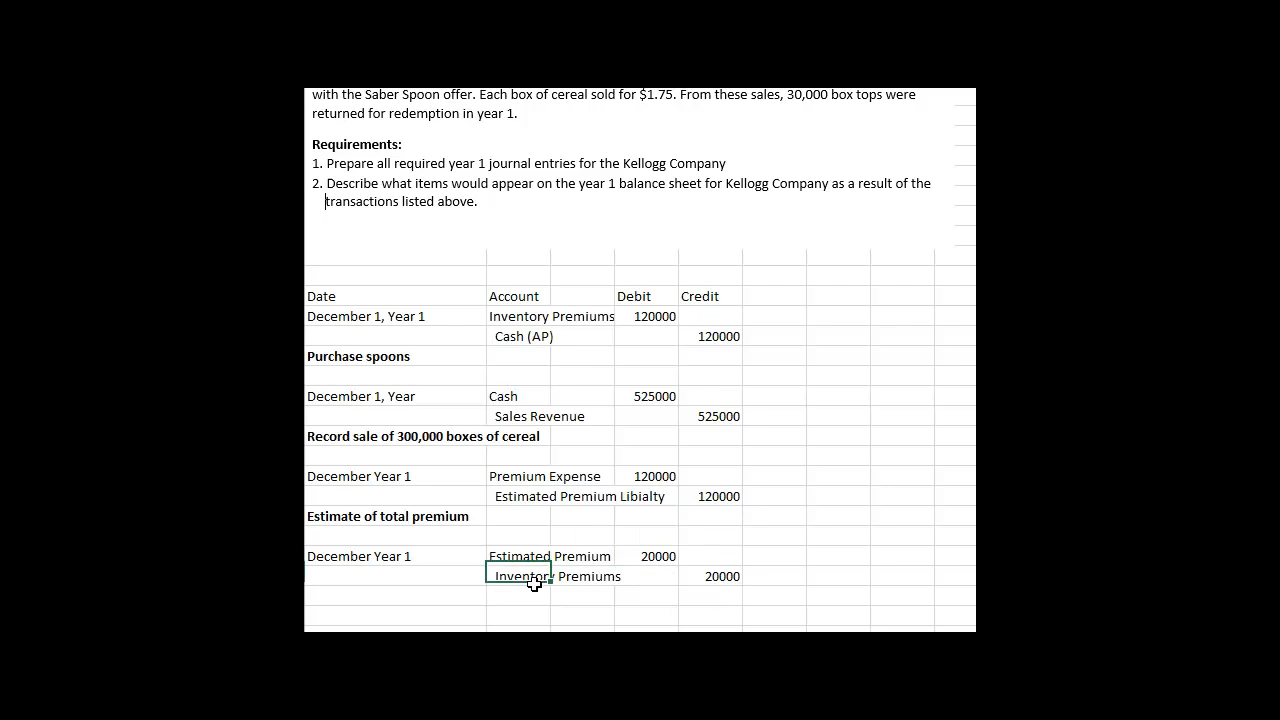 with the Saber Spoon offer. Each box of cereal sold for $1.75. From these sales, 30,000 box tops were
returned for redemption in year 1.
Requirements:
1. Prepare all required year 1 journal entries for the Kellogg Company
2. Describe what items would appear on the year 1 balance sheet for Kellogg Company as a result of the
transactions listed above.
Date Account Debit Credit
December 1, Year 1 Inventory Premiums 120000
Cash (AP) 120000
Purchase spoons
December 1, Year Cash 525000
Sales Revenue 525000
Record sale of 300,000 boxes of cereal
December Year 1 Premium Expense 120000
Estimated Premium Libialty 120000
Estimate of total premium
December Year 1 Estimated Premium 20000
Inventory Premiums 20000